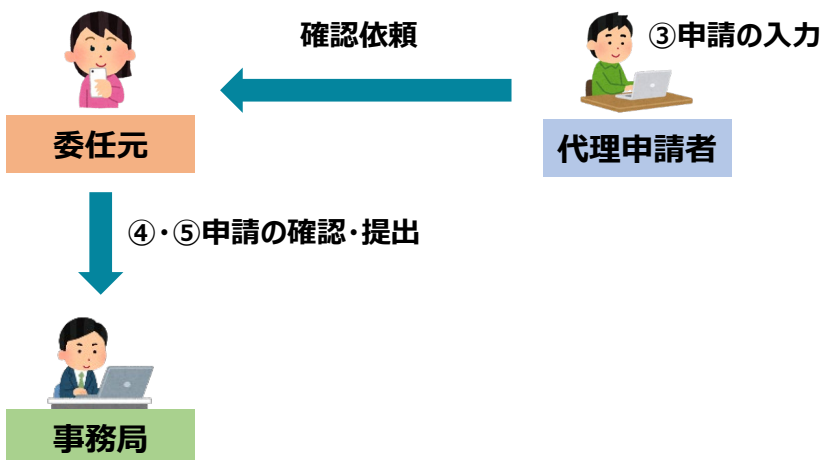 確認依頼
③申請の入力
委任元
代理申請者
④・⑤申請の確認・提出
事務局